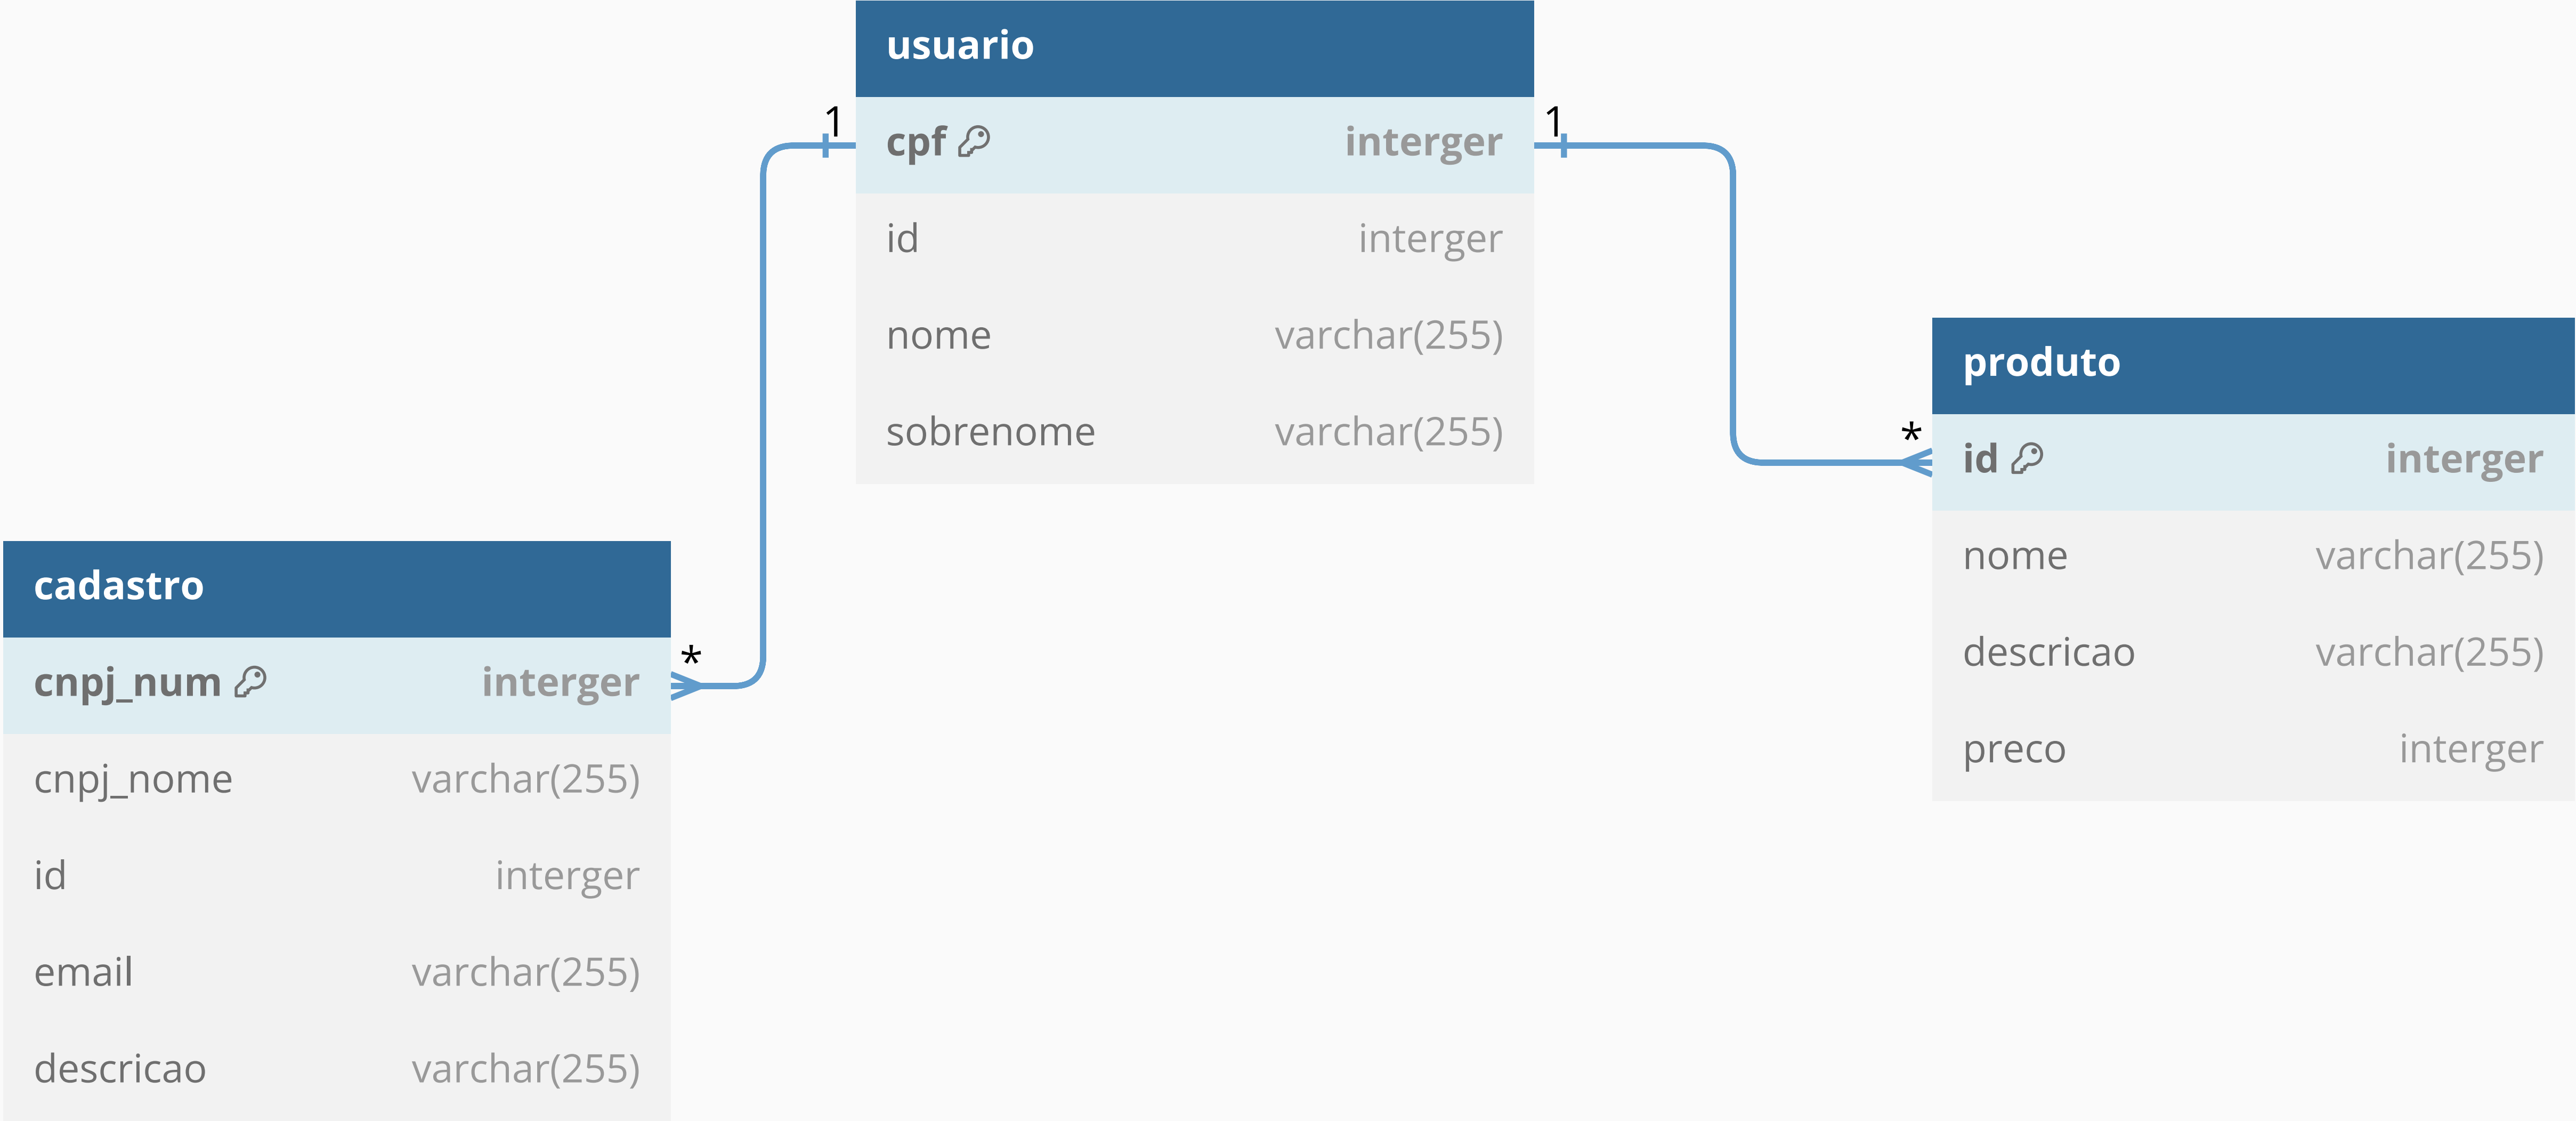 usuario
1
cpf interger
1
id interger
nome varchar(255)
sobrenome varchar(255)
produto
*
id interger
nome varchar(255)
descricao varchar(255)
preco interger
cadastro
*
cnpj_num interger
cnpj_nome varchar(255)
id interger
email varchar(255)
descricao varchar(255)